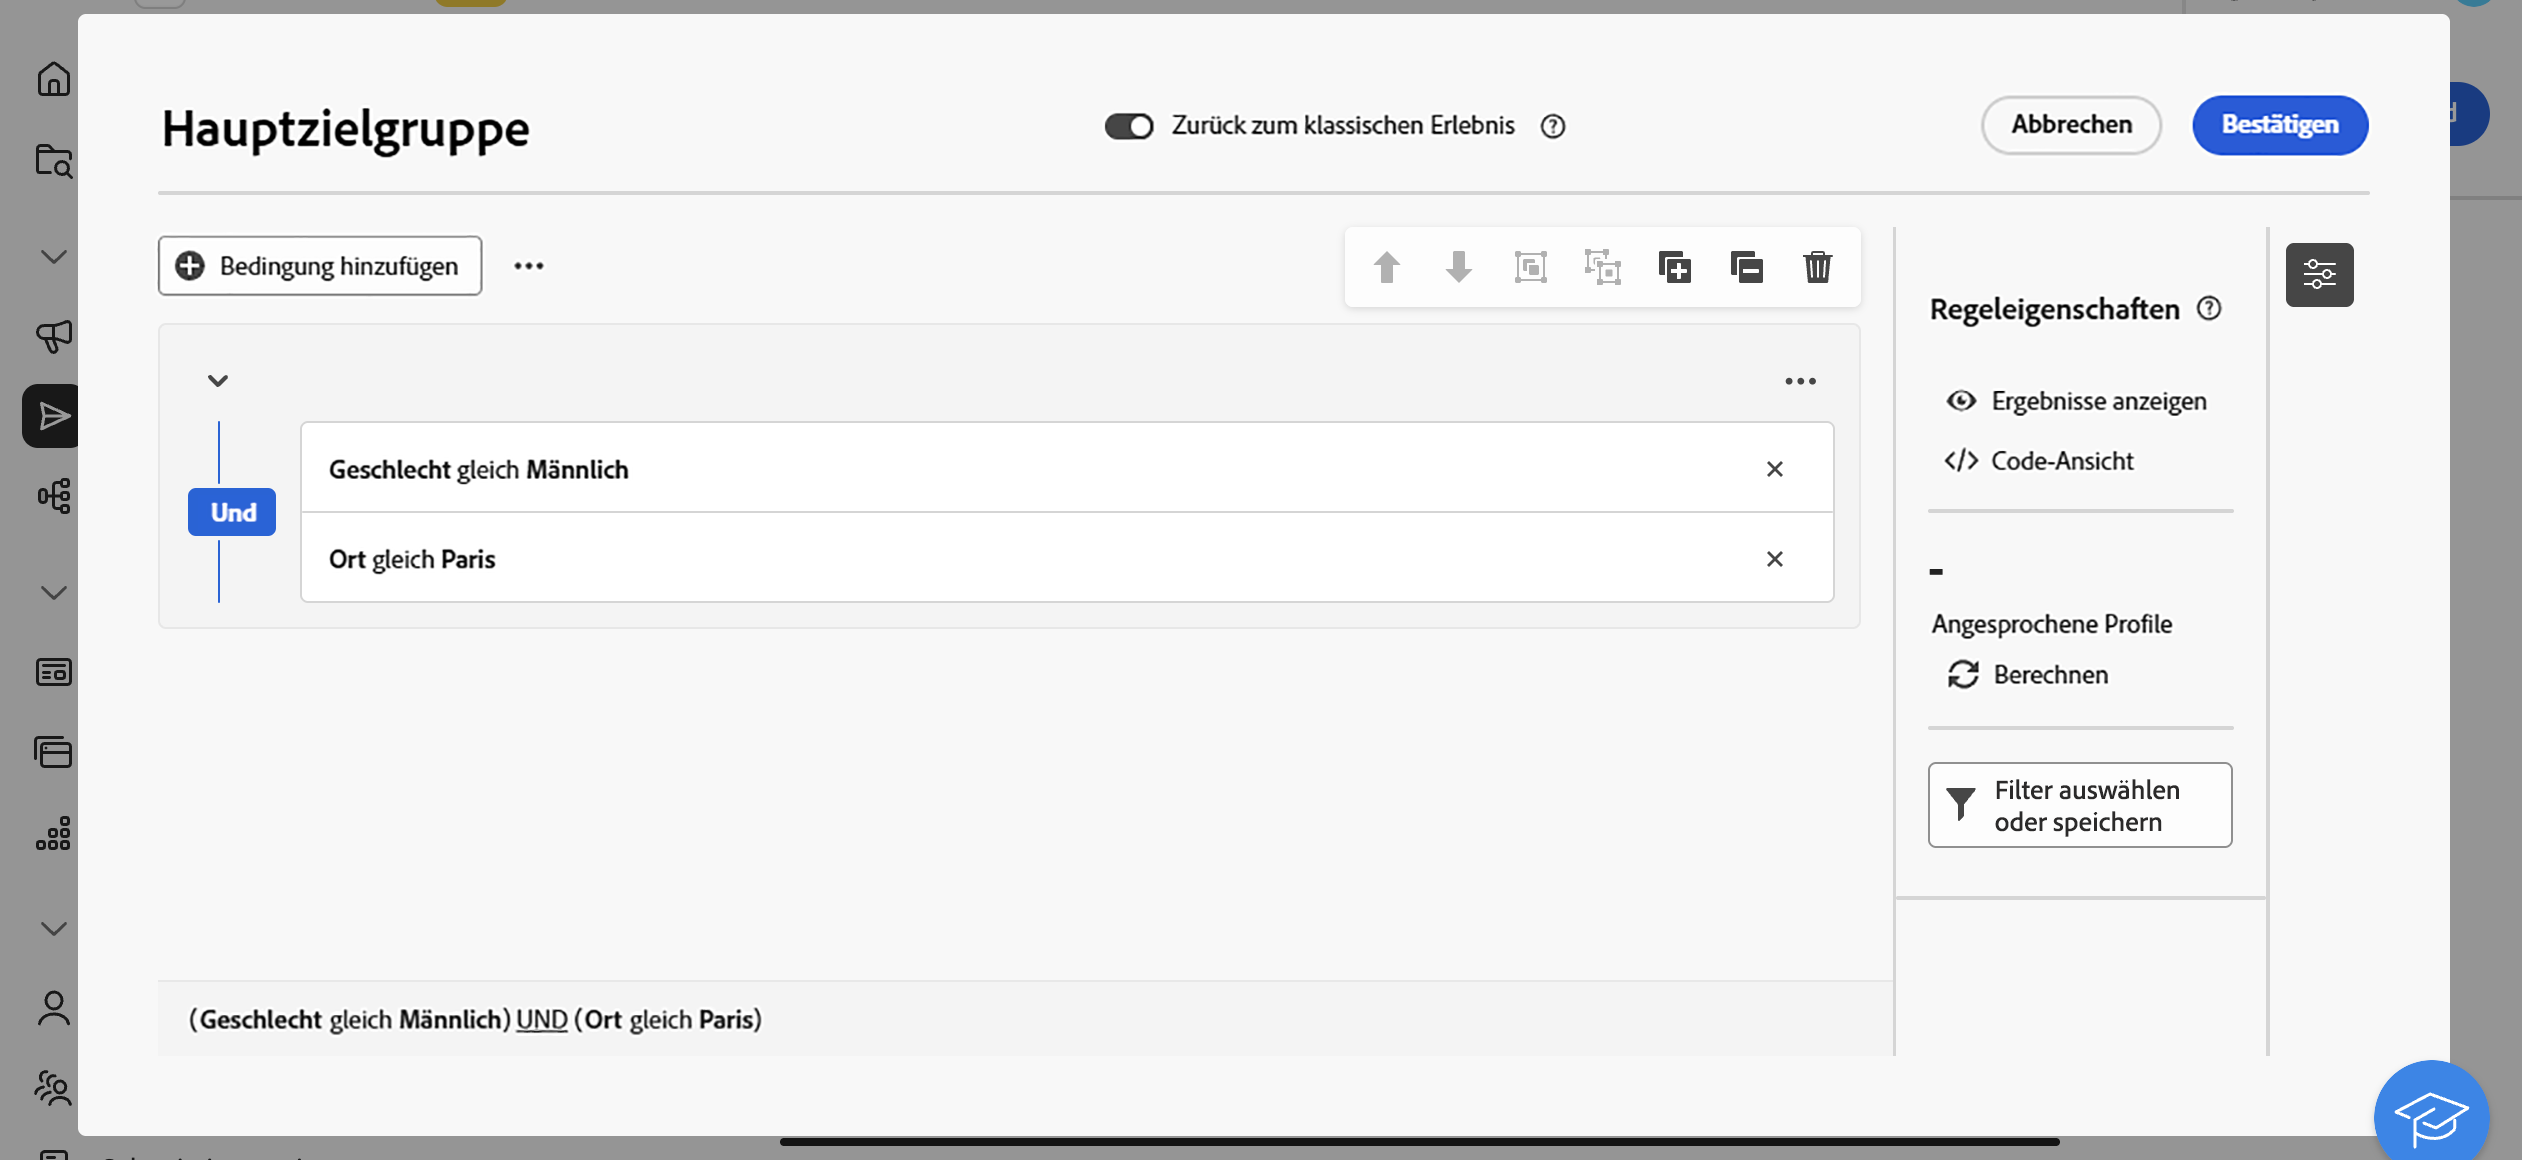 Hauptzielgruppe
Zurück zum klassischen Erlebnis
Abbrechen
Bestätigen
Bedingung hinzufügen
Geschlecht gleich Männlich
Und
Ort gleich Paris
(Geschlecht gleich Männlich) UND (Ort gleich Paris)
Regeleigenschaften
Ergebnisse anzeigen
Code-Ansicht
-
Angesprochene Profile
Berechnen
Filter auswählen
oder speichern